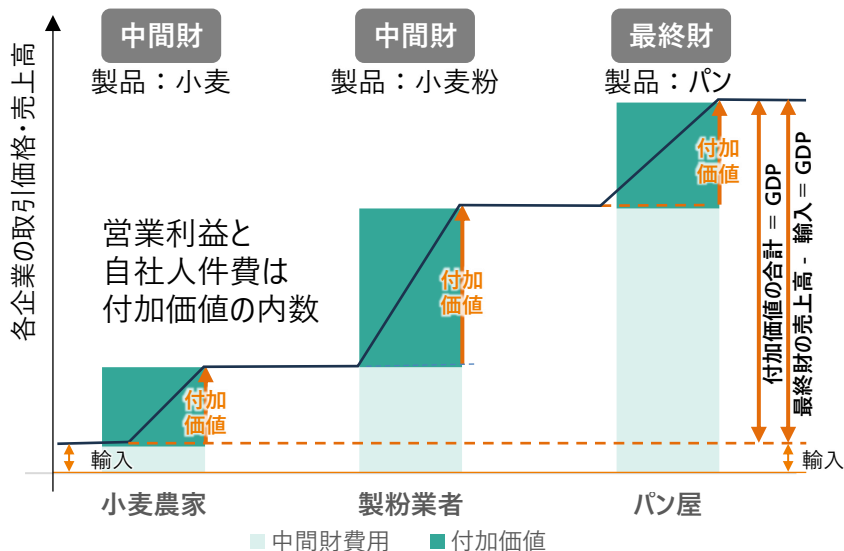 中間財
中間財
最終財
製品：小麦
製品：小麦粉
製品：パン
各企業の取引価格・売上高
営業利益と
自社人件費は
付加価値の内数
付加
価値
付加
価値
付加
価値
付加価値の合計 = GDP
最終財の売上高 - 輸入 = GDP
輸入
輸入
小麦農家
製粉業者
パン屋
中間財費用
付加価値